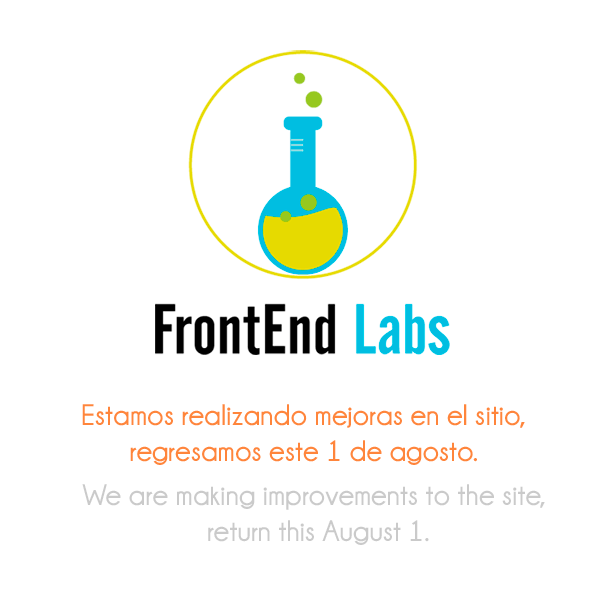 FrontEnd Labs
Estamos realizando mejoras en el sitio,
regresamos este 1 de agosto.
We are making improvements to the site,
return this August 1.